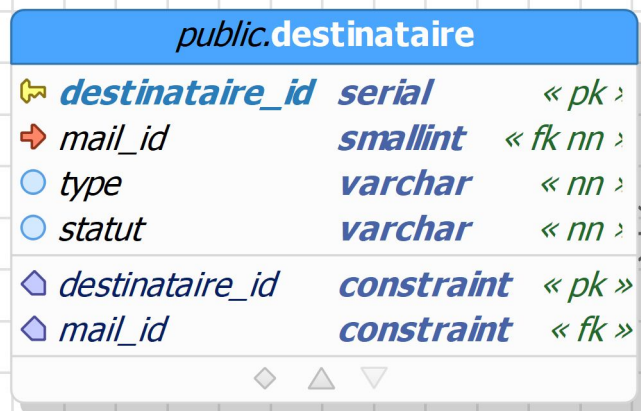 public.destinataire
destinataire_id serial « pk »
mail_id smallint « fk nn »
type varchar « nn »
statut varchar « nn »
destinataire_id constraint « pk »
mail_id constraint « fk »